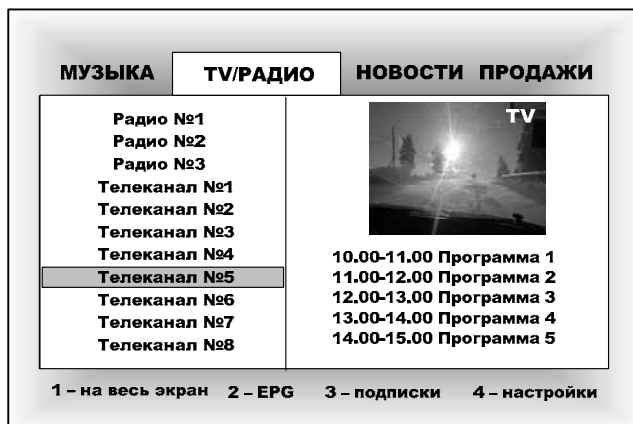 МУЗЫКА TV/РАДИО НОВОСТИ ПРОДАЖИ
Радио №1
Радио №2
Радио №3
Телеканал №1
Телеканал №2
Телеканал №3
Телеканал №4
Телеканал №5
Телеканал №6
Телеканал №7
Телеканал №8
TV
10.00-11.00 Программа 1
11.00-12.00 Программа 2
12.00-13.00 Программа 3
13.00-14.00 Программа 4
14.00-15.00 Программа 5
1 – на весь экран 2 – EPG 3 – подписки 4 – настройки